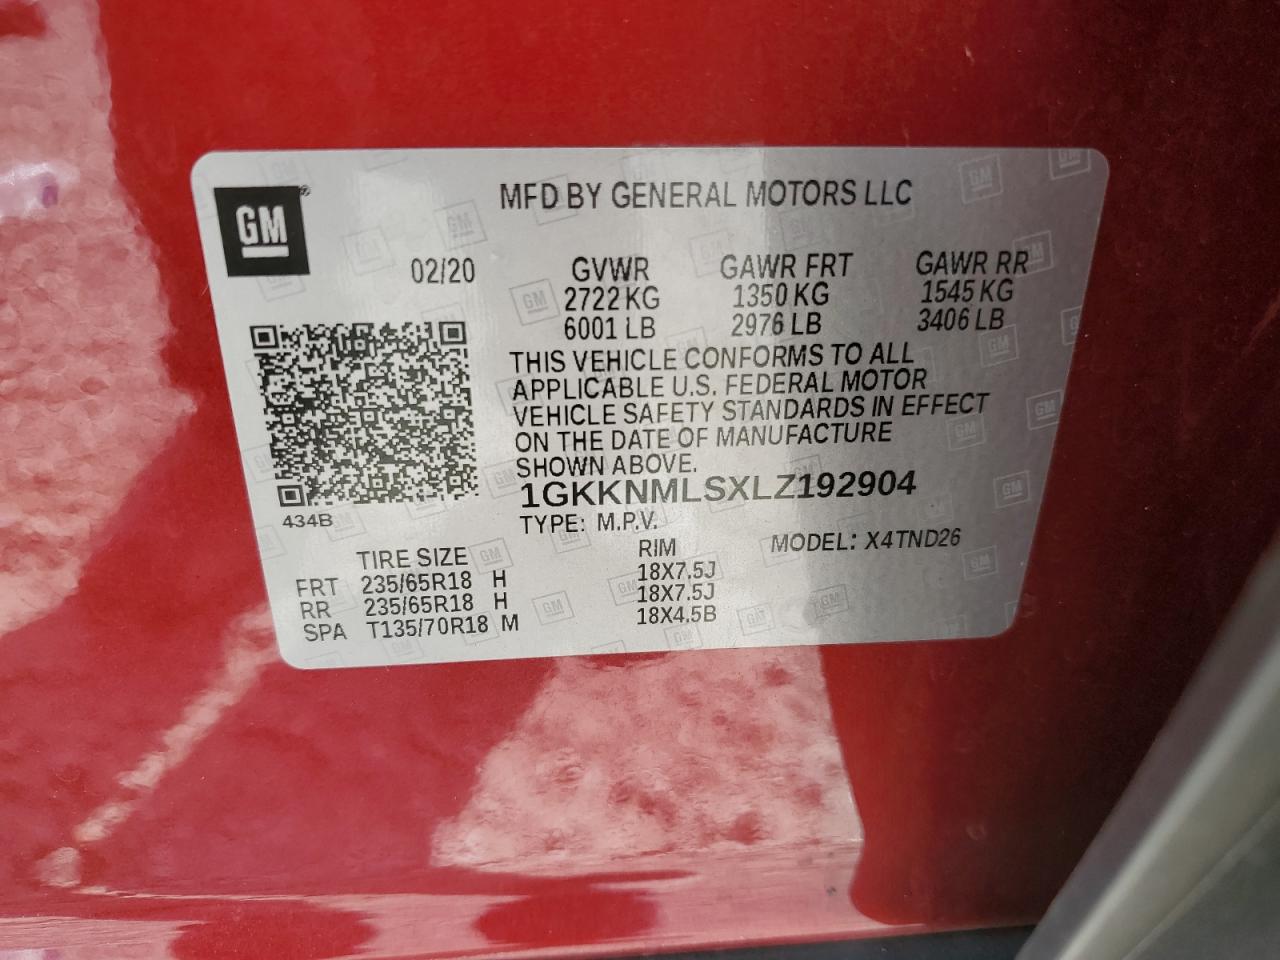 GM®
MFD BY GENERAL MOTORS LLC
02/20
GVWR GAWR FRT GAWR RR
2722 KG 1350 KG 1545 KG
6001 LB 2976 LB 3406 LB
THIS VEHICLE CONFORMS TO ALL
APPLICABLE U.S. FEDERAL MOTOR
VEHICLE SAFETY STANDARDS IN EFFECT
ON THE DATE OF MANUFACTURE
SHOWN ABOVE.
1GKKNMLSXLZ192904
434B
TYPE: M.P.V.
MODEL: X4TND26
TIRE SIZE RIM
FRT 235/65R18 H 18X7.5J
RR 235/65R18 H 18X7.5J
SPA T135/70R18 M 18X4.5B